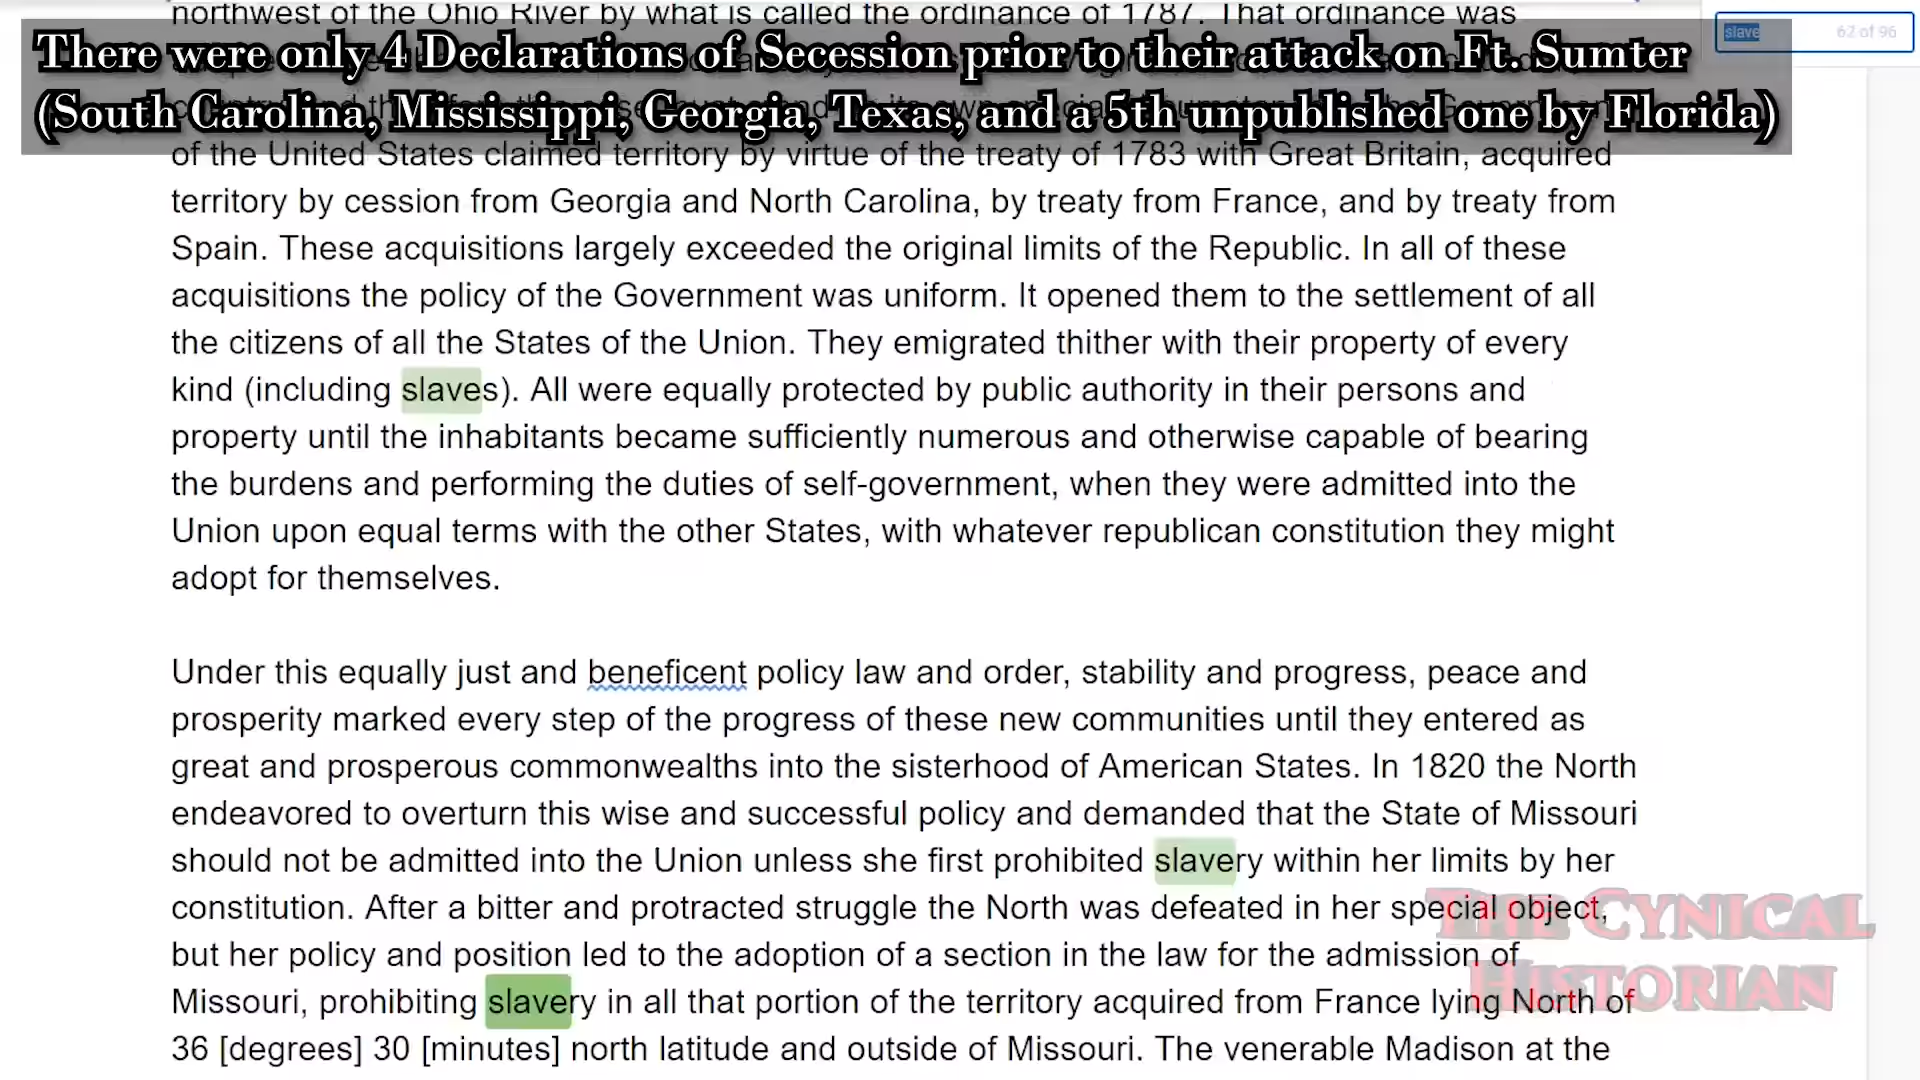 northwest of the Ohio River by what is called the ordinance of 1787. That ordinance was
There were only 4 Declarations of Secession prior to their attack on Ft. Sumter
(South Carolina, Mississippi, Georgia, Texas, and a 5th unpublished one by Florida)
slave 62 of 96
of the United States claimed territory by virtue of the treaty of 1783 with Great Britain, acquired
territory by cession from Georgia and North Carolina, by treaty from France, and by treaty from
Spain. These acquisitions largely exceeded the original limits of the Republic. In all of these
acquisitions the policy of the Government was uniform. It opened them to the settlement of all
the citizens of all the States of the Union. They emigrated thither with their property of every
kind (including slaves). All were equally protected by public authority in their persons and
property until the inhabitants became sufficiently numerous and otherwise capable of bearing
the burdens and performing the duties of self-government, when they were admitted into the
Union upon equal terms with the other States, with whatever republican constitution they might
adopt for themselves.
Under this equally just and beneficent policy law and order, stability and progress, peace and
prosperity marked every step of the progress of these new communities until they entered as
great and prosperous commonwealths into the sisterhood of American States. In 1820 the North
endeavored to overturn this wise and successful policy and demanded that the State of Missouri
should not be admitted into the Union unless she first prohibited slavery within her limits by her
constitution. After a bitter and protracted struggle the North was defeated in her special object,
but her policy and position led to the adoption of a section in the law for the admission of
Missouri, prohibiting slavery in all that portion of the territory acquired from France lying North of
36 [degrees] 30 [minutes] north latitude and outside of Missouri. The venerable Madison at the
The Cynical
Historian